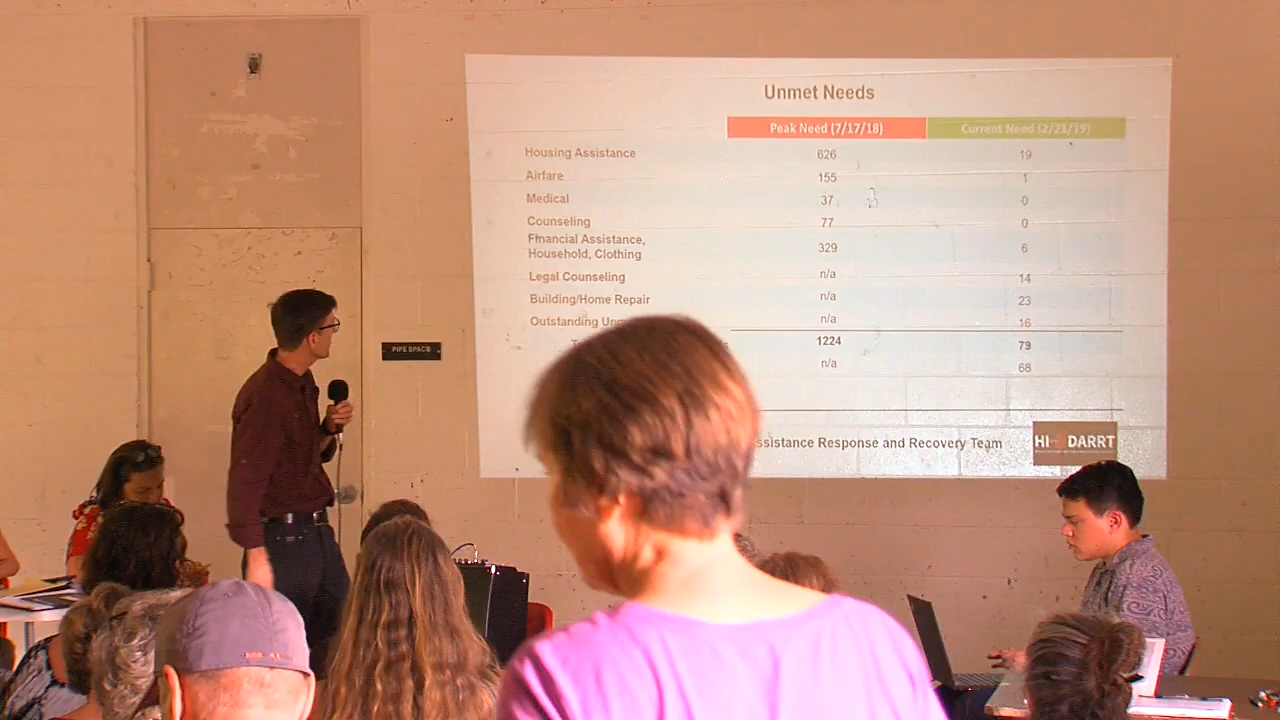 Unmet Needs
Peak Need (7/17/18) Current Need (2/21/19)
Housing Assistance 626 19
Airfare 155 1
Medical 37 0
Counseling 77 0
Financial Assistance,
Household, Clothing 329 6
Legal Counseling n/a 14
Building/Home Repair n/a 23
Outstanding n/a 16
1224 79
n/a 68
ssistance Response and Recovery Team
HI DARRT
PIPE SPACE